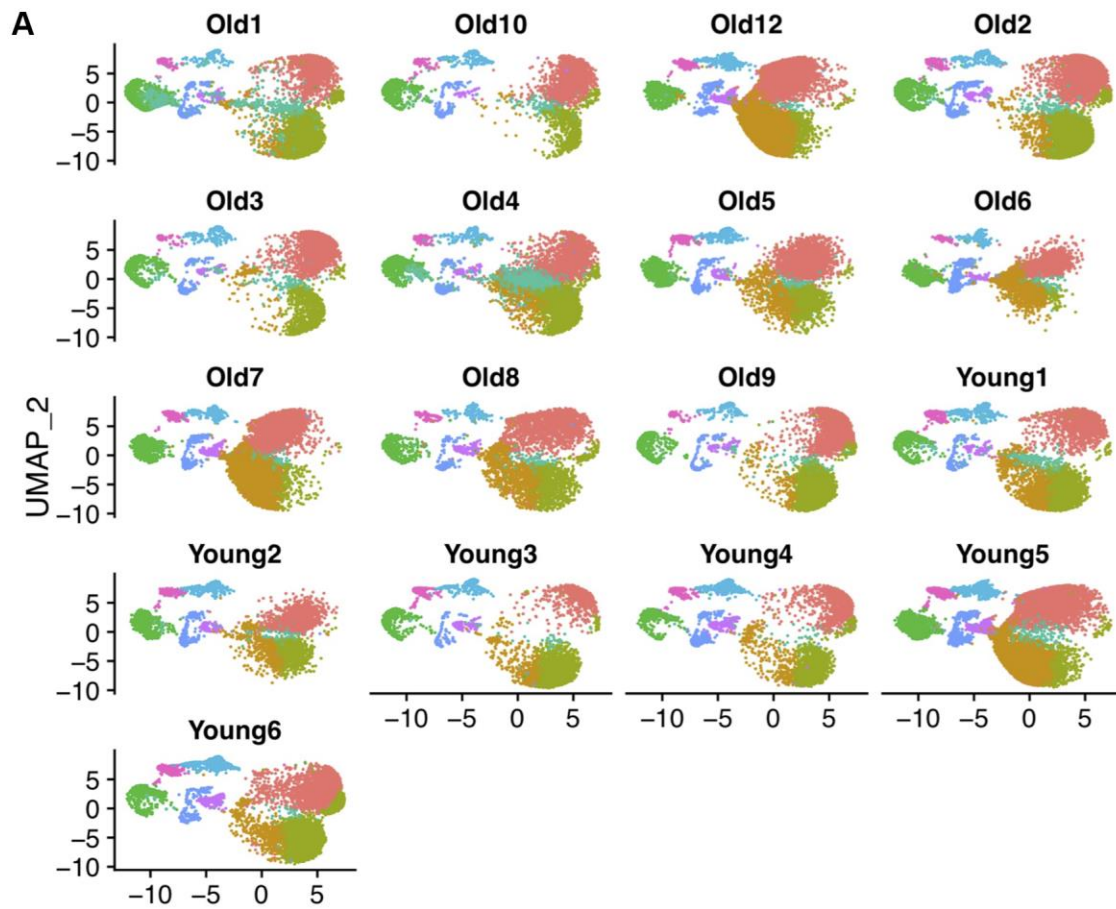 A
Old1 Old10 Old12 Old2
5
0
−5
−10
Old3 Old4 Old5 Old6
5
0
−5
−10
Old7 Old8 Old9 Young1
5
0
−5
−10
UMAP_2
Young2 Young3 Young4 Young5
5
0
−5
−10
−10 −5 0 5 −10 −5 0 5 −10 −5 0 5
Young6
5
0
−5
−10
−10 −5 0 5